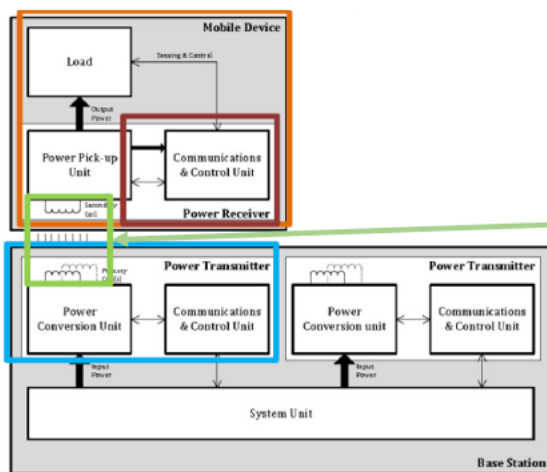 Mobile Device
Load
Sensing & Control
Output
Power
Power Pick-up
Unit
Communications
& Control Unit
Secondary
Coil
Power Receiver
Power Transmitter
Power Transmitter
Primary
Coil(s)
Power
Conversion Unit
Communications
& Control Unit
Power
Conversion unit
Communications
& Control Unit
Input
Power
Input
Power
System Unit
Base Station